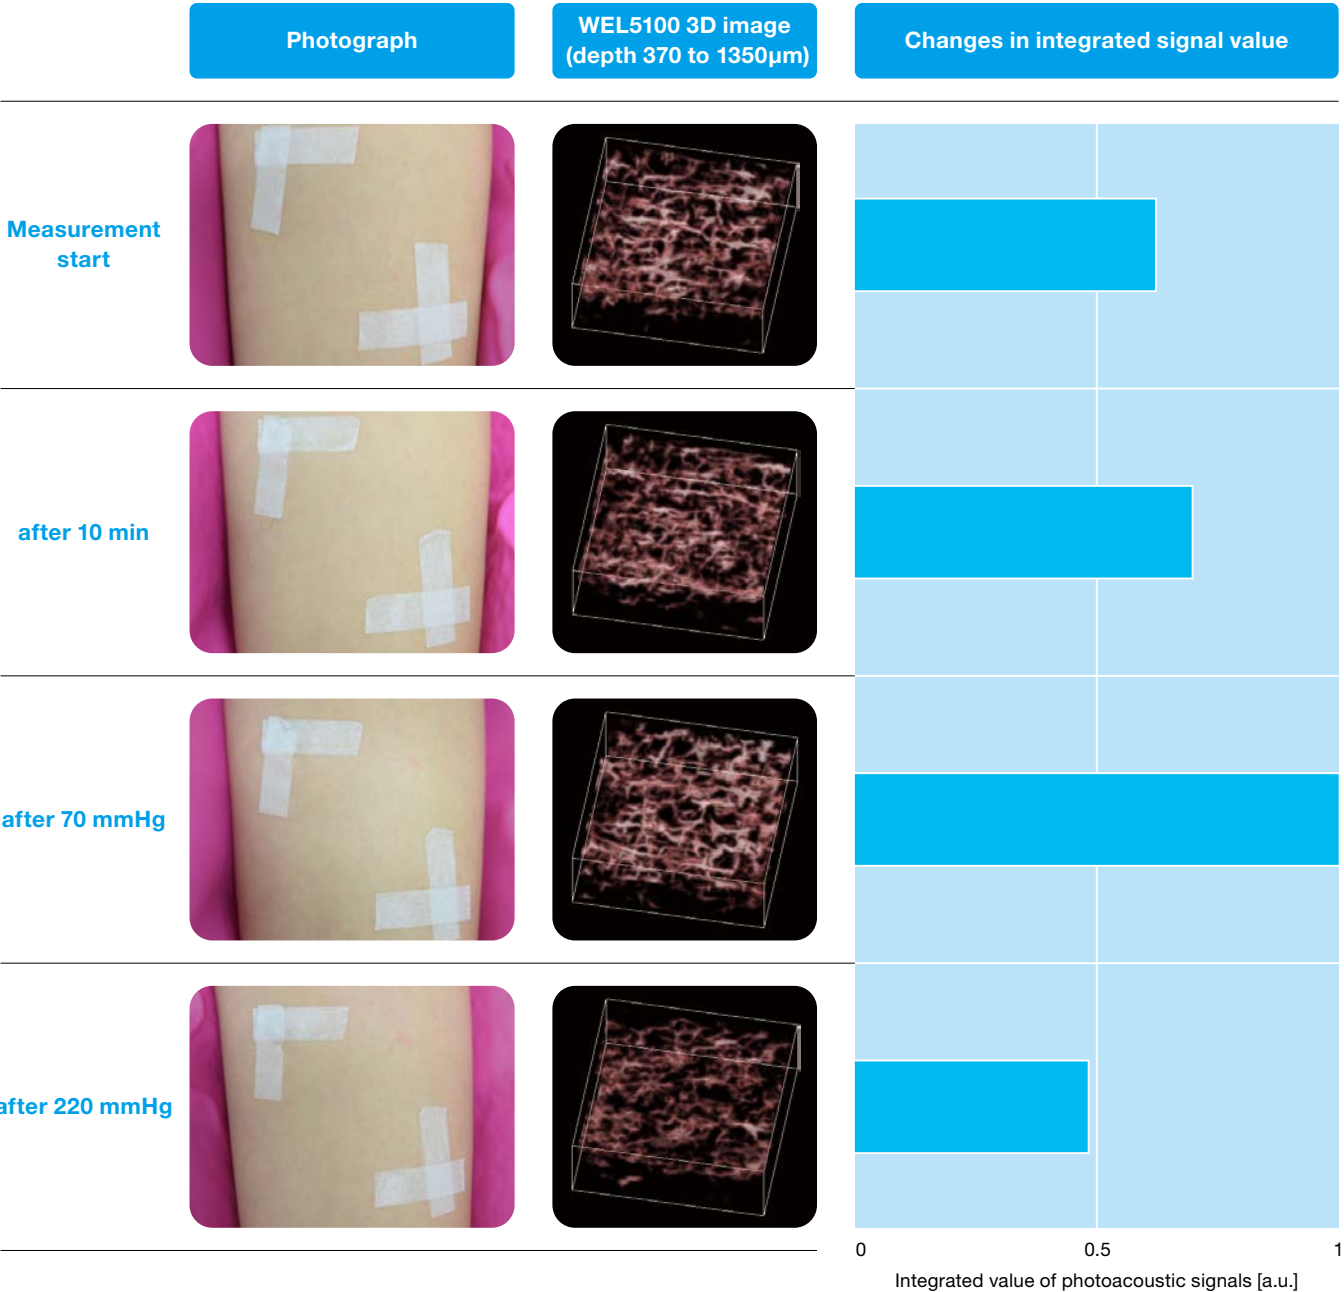 Photograph
WEL5100 3D image
(depth 370 to 1350μm)
Changes in integrated signal value
Measurement
start
after 10 min
after 70 mmHg
after 220 mmHg
0 0.5 1
Integrated value of photoacoustic signals [a.u.]